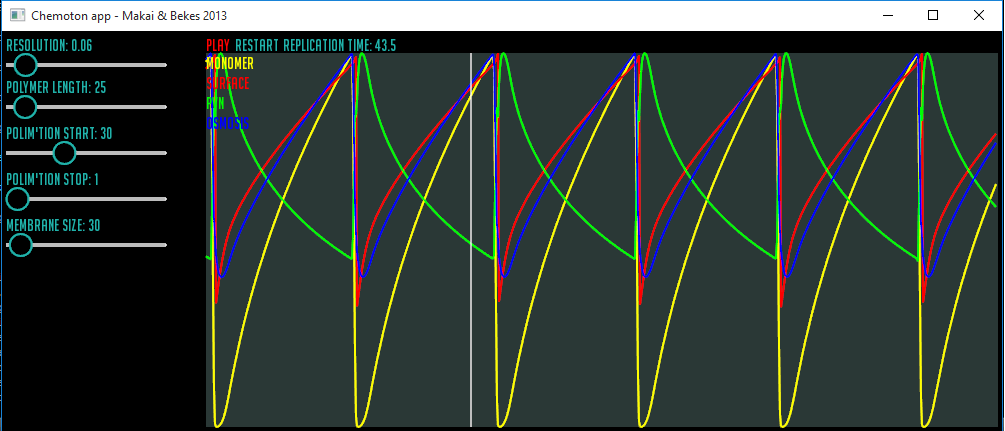 Chemoton app - Makai & Bekes 2013
RESOLUTION: 0.06
PLAY RESTART REPLICATION TIME: 43.5
MONOMER
SURFACE
PVN
OSMOSIS
POLYMER LENGTH: 25
POLIM'TION START: 30
POLIM'TION STOP: 1
MEMBRANE SIZE: 30